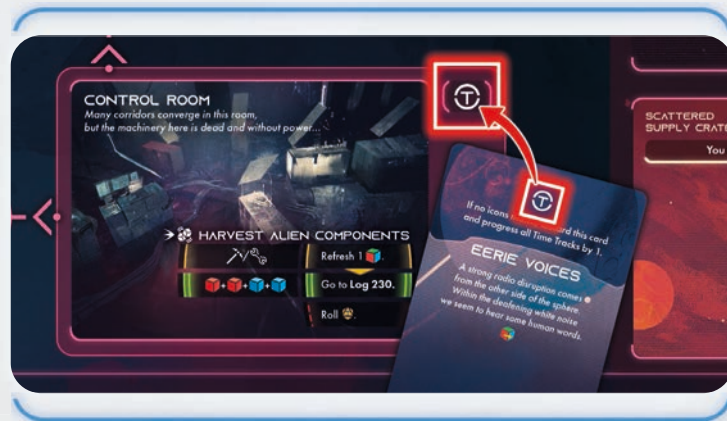 CONTROL ROOM
Many corridors converge in this room,
but the machinery here is dead and without power...
HARVEST ALIEN COMPONENTS
Refresh 1
Go to Log 230.
Roll
T
T
If no icons
ard this card
and progress all Time Tracks by 1.
EERIE VOICES
A strong radio disruption comes
from the other side of the sphere.
Within the deafening white noise
we seem to hear some human words.
SCATTERED
SUPPLY
You